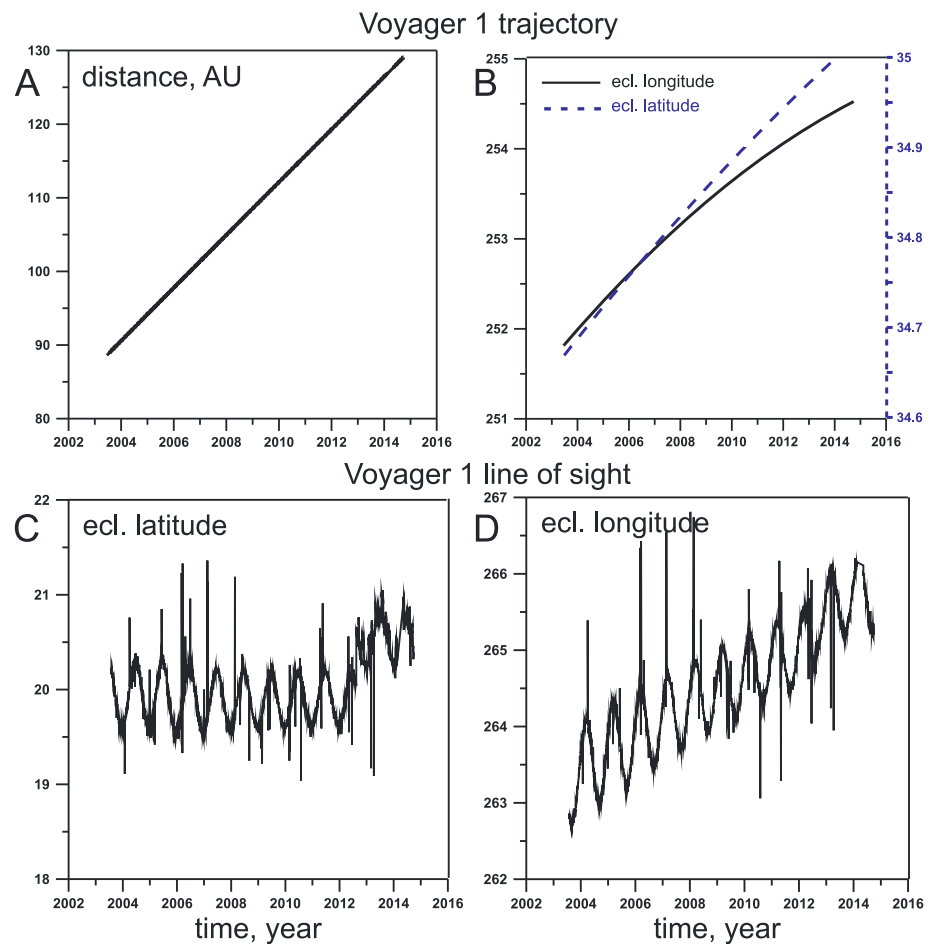 Voyager 1 trajectory
A
distance, AU
130
120
110
100
90
80
2002 2004 2006 2008 2010 2012 2014 2016
B
ecl. longitude
ecl. latitude
255
254
253
252
251
35
34.9
34.8
34.7
34.6
2002 2004 2006 2008 2010 2012 2014 2016
Voyager 1 line of sight
C
ecl. latitude
22
21
20
19
18
2002 2004 2006 2008 2010 2012 2014 2016
time, year
D
ecl. longitude
267
266
265
264
263
262
2002 2004 2006 2008 2010 2012 2014 2016
time, year